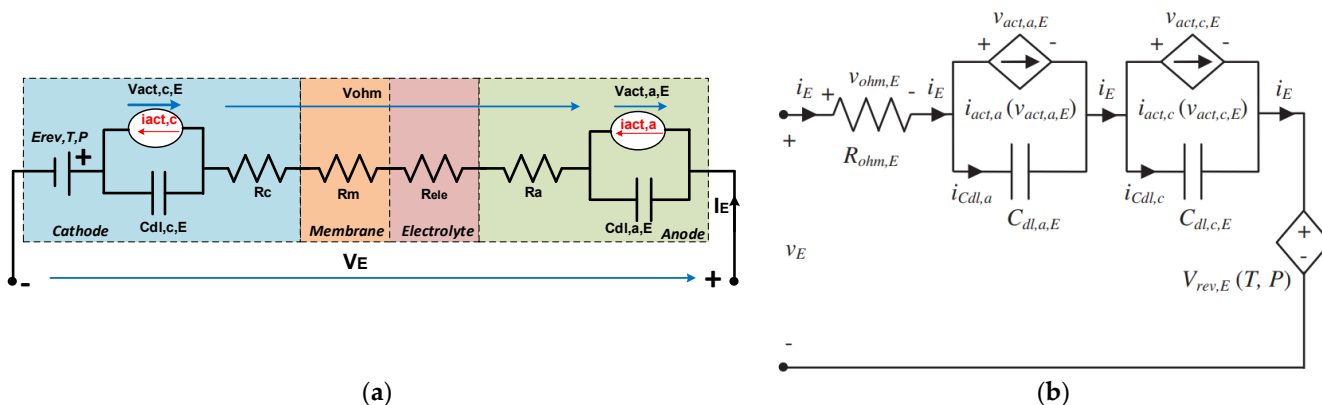 Vact,c,E
Vohm
Vact,a,E
iact,c
iact,a
Erev,T,P
+
Rc
Rm
Rele
Ra
Cdl,c,E
Cdl,a,E
IE
Cathode
Membrane
Electrolyte
Anode
-
VE
+
(a)
vact,a,E
vact,c,E
+ -
+ -
iE
+
vohm,E
-
iE
iE
iE
+
Rohm,E
iact,a (vact,a,E)
iact,c (vact,c,E)
iCdl,a
iCdl,c
Cdl,a,E
Cdl,c,E
vE
+
-
Vrev,E (T, P)
-
(b)